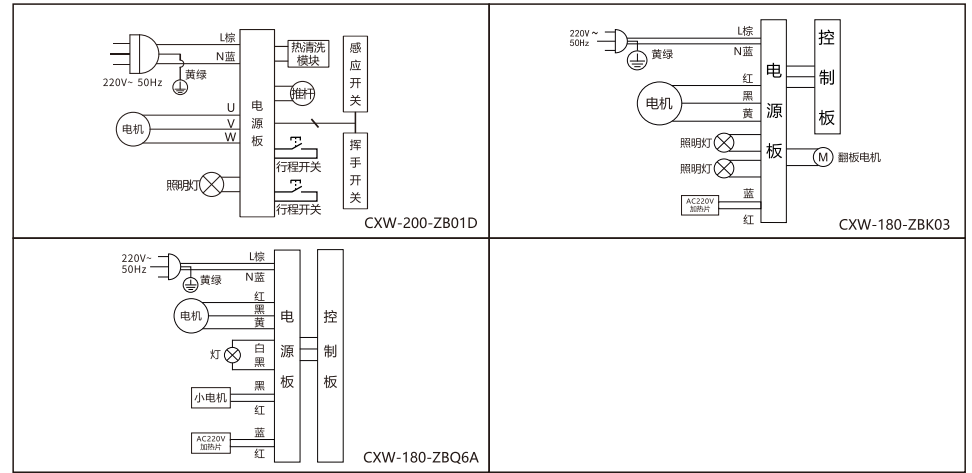 L棕
N蓝
黄绿
220V~ 50Hz
热清洗
模块
推杆
感应开关
电源板
U
V
W
电机
行程开关
挥手开关
照明灯
行程开关
CXW-200-ZB01D
220V~
50Hz
L棕
N蓝
黄绿
控制板
电源板
红
黑
黄
电机
照明灯
照明灯
M 翻板电机
蓝
AC220V
加热片
红
CXW-180-ZBK03
220V~
50Hz
L棕
N蓝
黄绿
红
黑
黄
电机
电源板
控制板
白
灯
黑
黑
小电机
红
蓝
AC220V
加热片
红
CXW-180-ZBQ6A